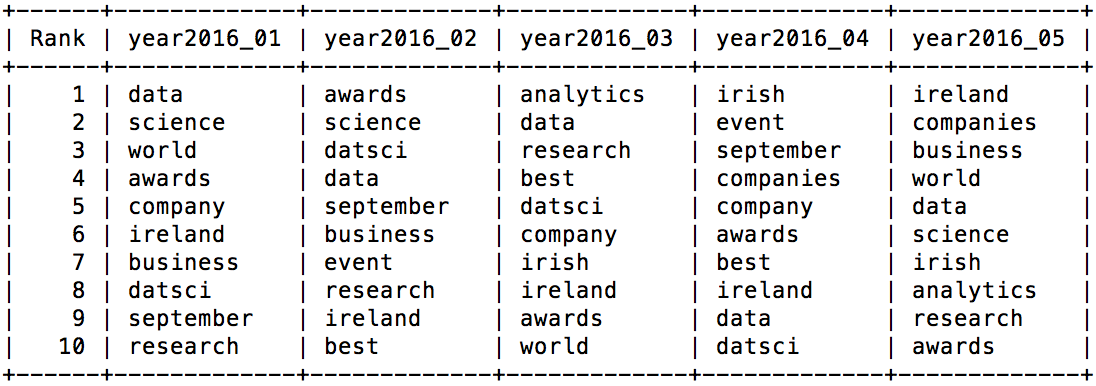 +------+-------------+-------------+-------------+-------------+-------------+
| Rank | year2016_01 | year2016_02 | year2016_03 | year2016_04 | year2016_05 |
+------+-------------+-------------+-------------+-------------+-------------+
|    1 | data        | awards      | analytics   | irish       | ireland     |
|    2 | science     | science     | data        | event       | companies   |
|    3 | world       | datsci      | research    | september   | business    |
|    4 | awards      | data        | best        | companies   | world       |
|    5 | company     | september   | datsci      | company     | data        |
|    6 | ireland     | business    | company     | awards      | science     |
|    7 | business    | event       | irish       | best        | irish       |
|    8 | datsci      | research    | ireland     | ireland     | analytics   |
|    9 | september   | ireland     | awards      | data        | research    |
|   10 | research    | best        | world       | datsci      | awards      |
+------+-------------+-------------+-------------+-------------+-------------+